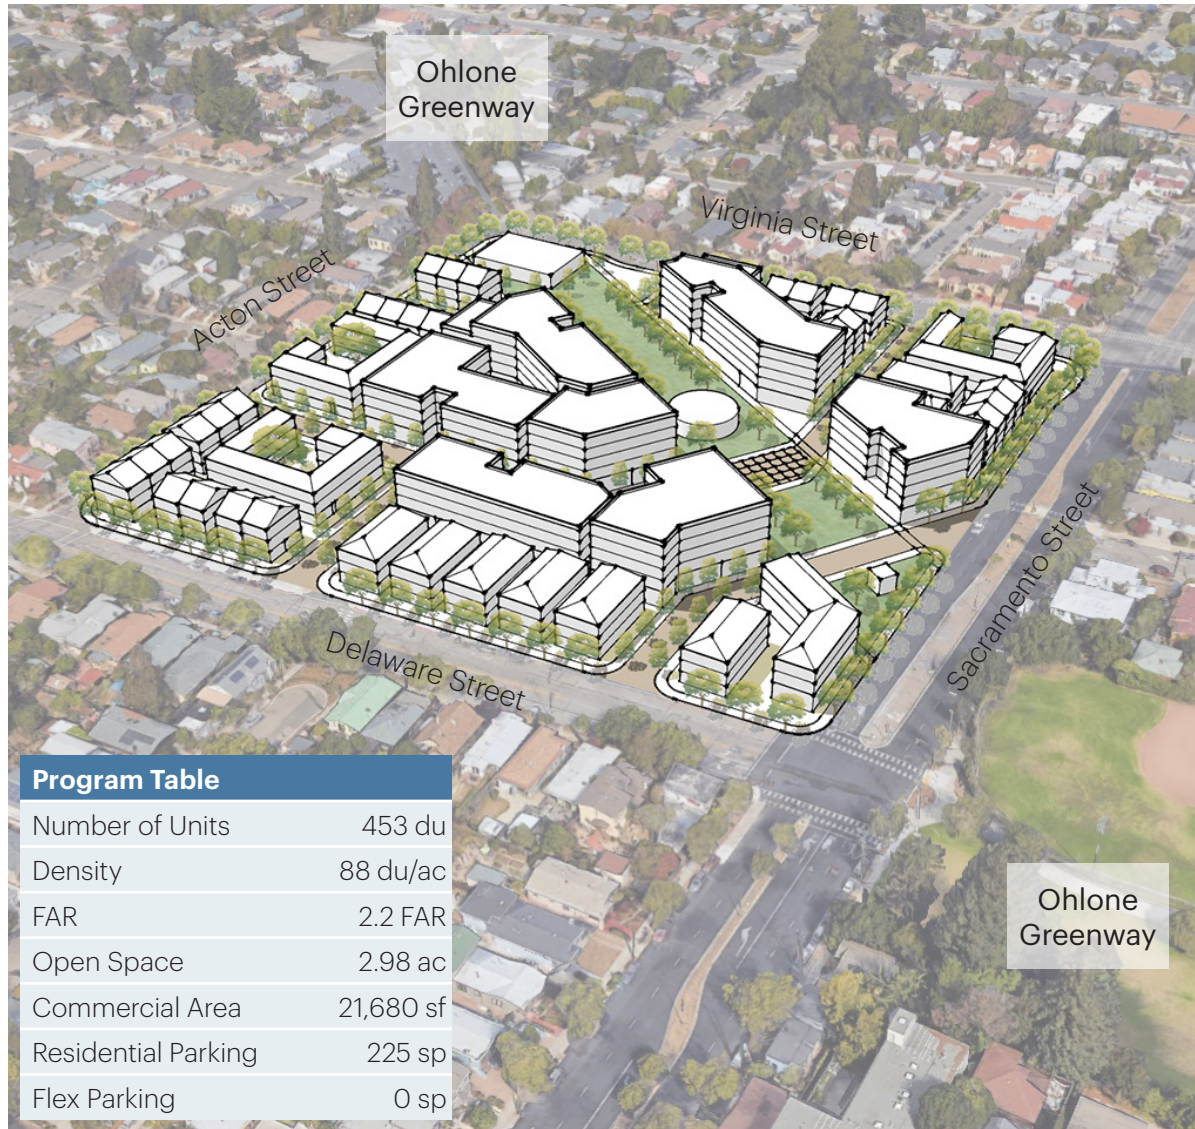 Ohlone
Greenway
Virginia Street
Acton Street
Sacramento Street
Delaware Street
Program Table
Number of Units 453 du
Density 88 du/ac
FAR 2.2 FAR
Open Space 2.98 ac
Commercial Area 21,680 sf
Residential Parking 225 sp
Flex Parking 0 sp
Ohlone
Greenway